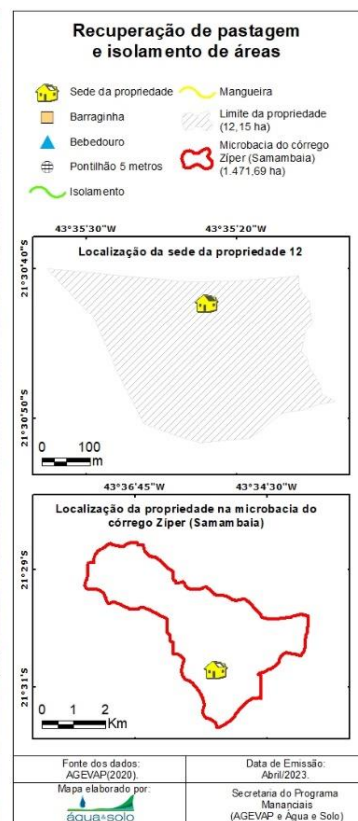 Recuperação de pastagem
e isolamento de áreas
Sede da propriedade
Barraginha
Bebedouro
Pontilhão 5 metros
Isolamento
Mangueira
Limite da propriedade
(12,15 ha)
Microbacia do córrego
Zíper (Samambaia)
(1.471,69 ha)
43°35'30"W
43°35'20"W
Localização da sede da propriedade 12
21°30'40"S
21°30'50"S
0 100
m
43°36'45"W
43°34'30"W
Localização da propriedade na microbacia do
córrego Zíper (Samambaia)
21°29'S
21°31'S
0 1 2
Km
Fonte dos dados:
AGEVAP(2020).
Data de Emissão:
Abril/2023.
Mapa elaborado por:
água&solo
Secretaria do Programa
Mananciais
(AGEVAP e Água e Solo)